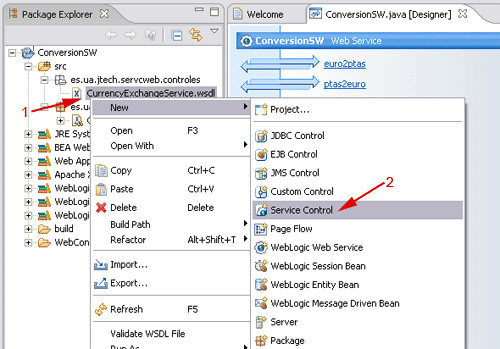 Package Explorer
ConversionSW
src
es.ua.jtech.servcweb.controles
CurrencyExchangeService.wsdl
es.ua
C
JRE Syste
BEA Web
Web App
Apache X
WebLogic
WebLogic
WebLogic
build
WebCon
1
New
Open F3
Open With
Copy Ctrl+C
Paste Ctrl+V
Delete Delete
Build Path
Refactor Alt+Shift+T
Import...
Export...
Refresh F5
Validate WSDL File
Run As
Welcome
ConversionSW.java [Designer]
ConversionSW Web Service
euro2ptas
ptas2euro
Project...
JDBC Control
EJB Control
JMS Control
Custom Control
Service Control
2
Page Flow
WebLogic Web Service
WebLogic Session Bean
WebLogic Entity Bean
WebLogic Message Driven Bean
Server
Package